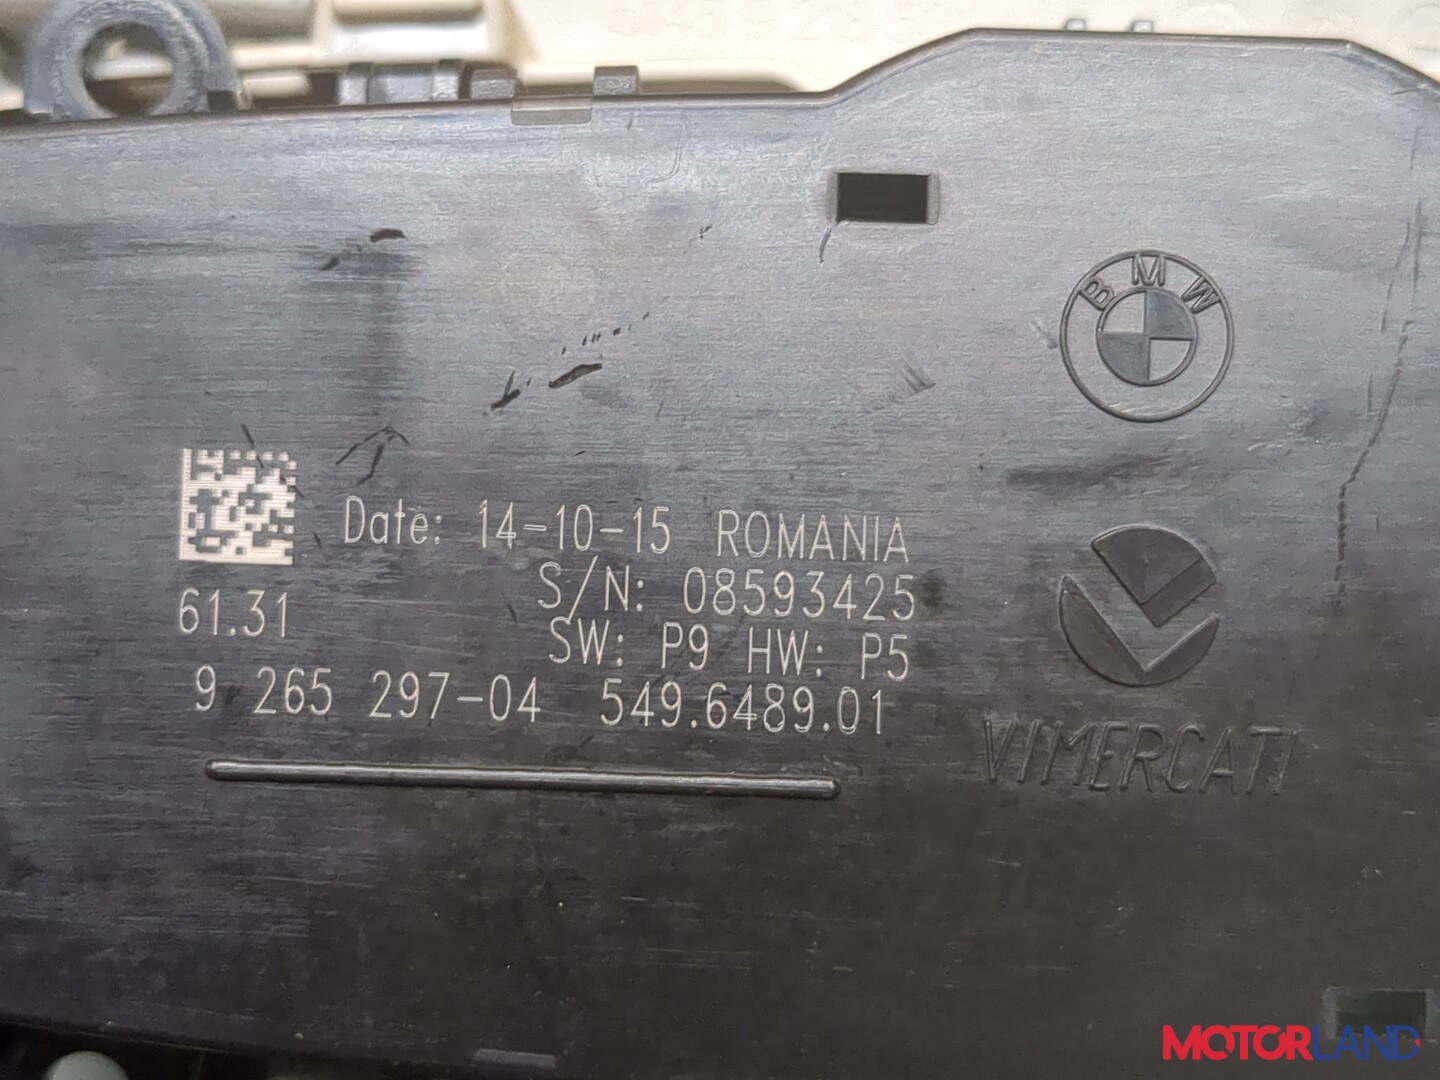 BMW
Date: 14-10-15 ROMANIA
S/N: 08593425
61.31
SW: P9 HW: P5
9 265 297-04 549.6489.01
VIMERCATI
MOTORLAND